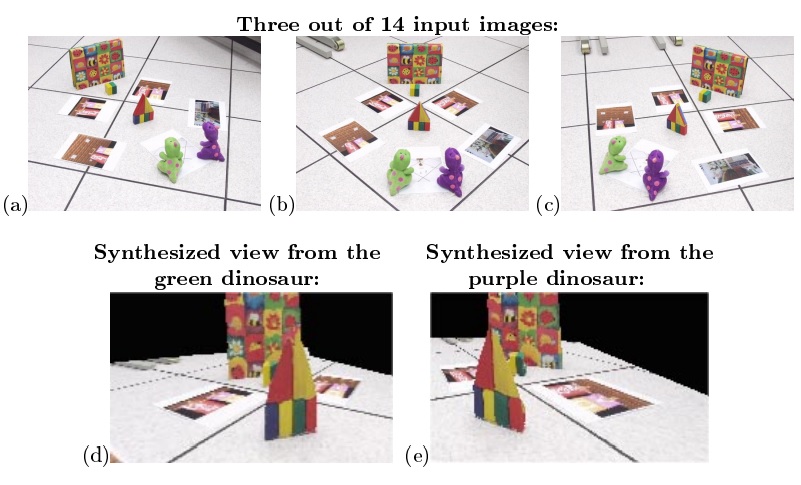 Three out of 14 input images:
(a) (b) (c)
Synthesized view from the Synthesized view from the
green dinosaur: purple dinosaur:
(d) (e)